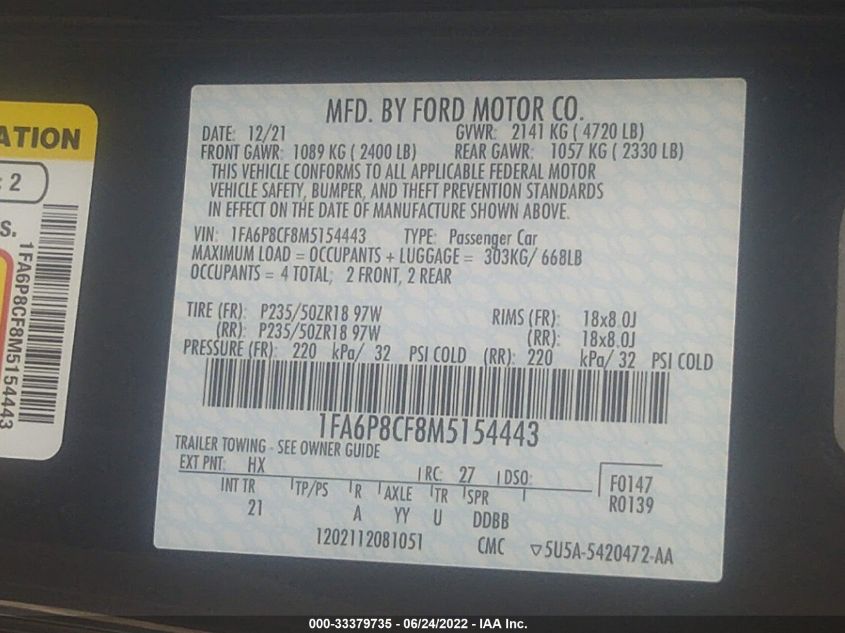 ATION
: 2
S.
1FA6P8CF8M5154443
MFD. BY FORD MOTOR CO.
DATE: 12/21 GVWR: 2141 KG ( 4720 LB)
FRONT GAWR: 1089 KG ( 2400 LB) REAR GAWR: 1057 KG ( 2330 LB)
THIS VEHICLE CONFORMS TO ALL APPLICABLE FEDERAL MOTOR
VEHICLE SAFETY, BUMPER, AND THEFT PREVENTION STANDARDS
IN EFFECT ON THE DATE OF MANUFACTURE SHOWN ABOVE.
VIN: 1FA6P8CF8M5154443 TYPE: Passenger Car
MAXIMUM LOAD = OCCUPANTS + LUGGAGE = 303KG/ 668LB
OCCUPANTS = 4 TOTAL; 2 FRONT, 2 REAR
TIRE (FR): P235/50ZR18 97W RIMS (FR): 18x8.0J
(RR): P235/50ZR18 97W (RR): 18x8.0J
PRESSURE (FR): 220 kPa/ 32 PSI COLD (RR): 220 kPa/ 32 PSI COLD
1FA6P8CF8M5154443
TRAILER TOWING - SEE OWNER GUIDE
EXT PNT: HX RC: 27 DSO: F0147
INT TR TP/PS R AXLE TR SPR R0139
21 A YY U DDBB
1202112081051 CMC ▽5U5A-5420472-AA
000-33379735 - 06/24/2022 - IAA Inc.